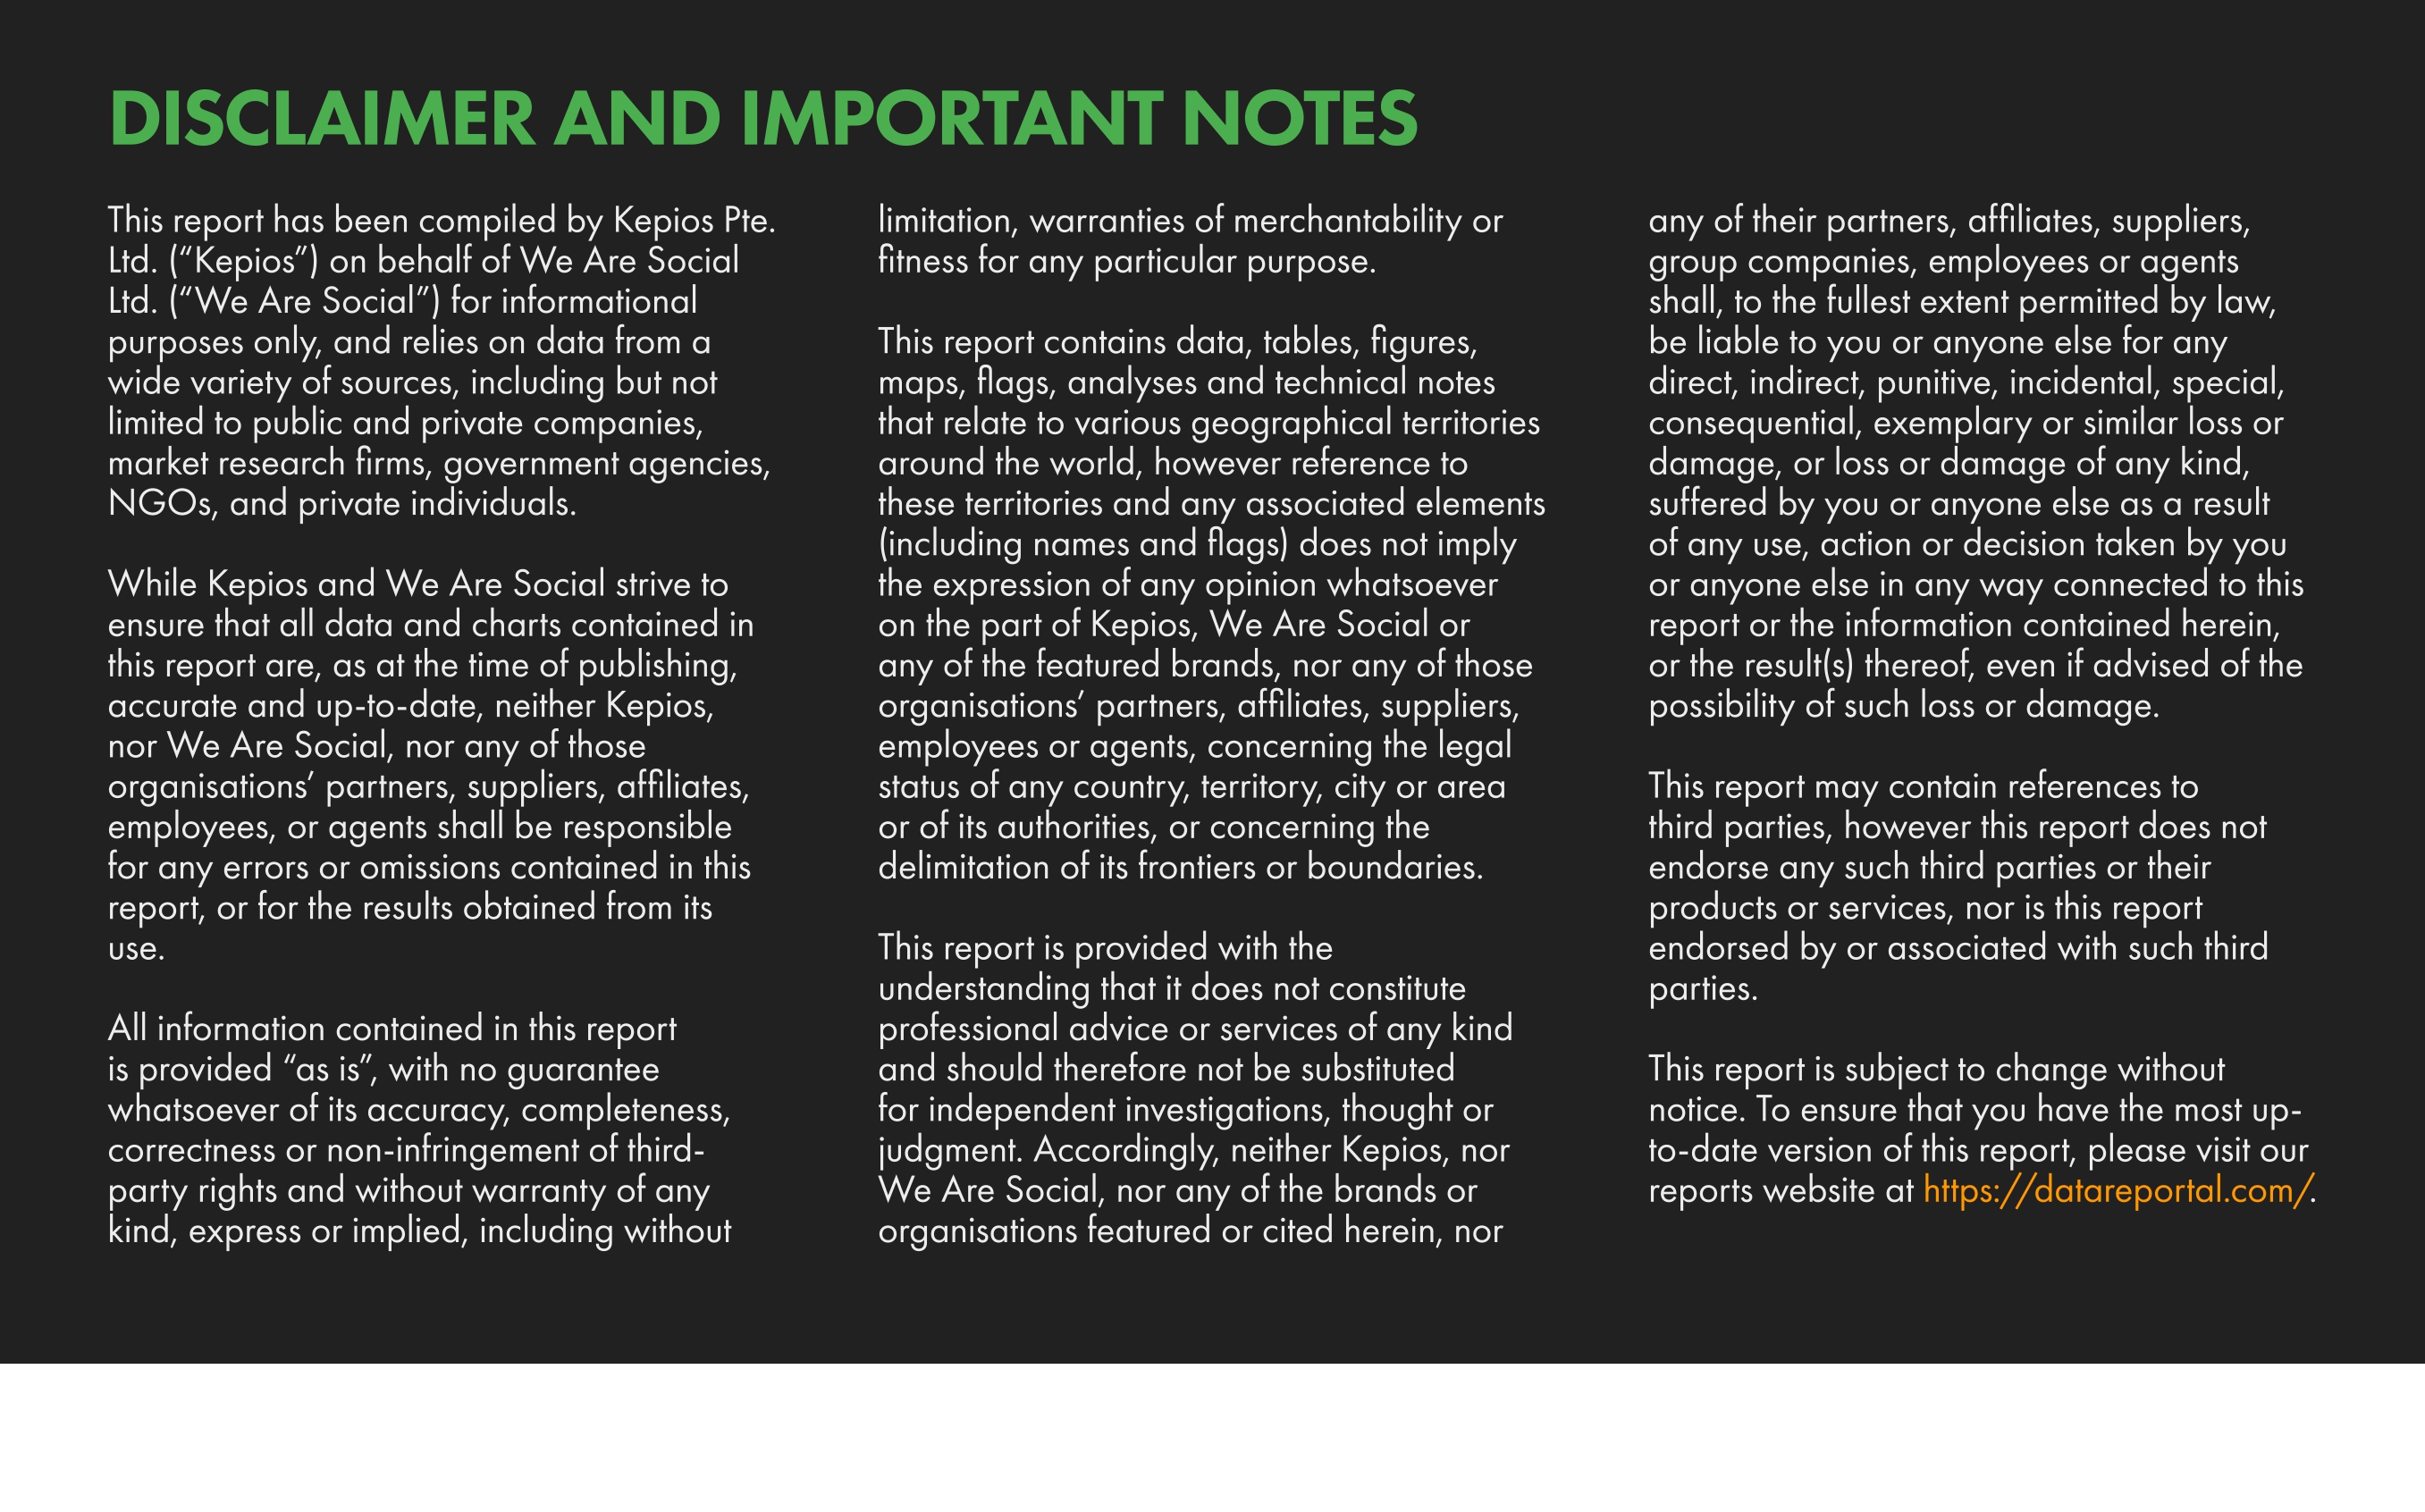 DISCLAIMER AND IMPORTANT NOTES
This report has been compiled by Kepios Pte.
Ltd. (“Kepios”) on behalf of We Are Social
Ltd. (“We Are Social”) for informational
purposes only, and relies on data from a
wide variety of sources, including but not
limited to public and private companies,
market research firms, government agencies,
NGOs, and private individuals.
While Kepios and We Are Social strive to
ensure that all data and charts contained in
this report are, as at the time of publishing,
accurate and up-to-date, neither Kepios,
nor We Are Social, nor any of those
organisations’ partners, suppliers, affiliates,
employees, or agents shall be responsible
for any errors or omissions contained in this
report, or for the results obtained from its
use.
All information contained in this report
is provided “as is”, with no guarantee
whatsoever of its accuracy, completeness,
correctness or non-infringement of third-
party rights and without warranty of any
kind, express or implied, including without
limitation, warranties of merchantability or
fitness for any particular purpose.
This report contains data, tables, figures,
maps, flags, analyses and technical notes
that relate to various geographical territories
around the world, however reference to
these territories and any associated elements
(including names and flags) does not imply
the expression of any opinion whatsoever
on the part of Kepios, We Are Social or
any of the featured brands, nor any of those
organisations’ partners, affiliates, suppliers,
employees or agents, concerning the legal
status of any country, territory, city or area
or of its authorities, or concerning the
delimitation of its frontiers or boundaries.
This report is provided with the
understanding that it does not constitute
professional advice or services of any kind
and should therefore not be substituted
for independent investigations, thought or
judgment. Accordingly, neither Kepios, nor
We Are Social, nor any of the brands or
organisations featured or cited herein, nor
any of their partners, affiliates, suppliers,
group companies, employees or agents
shall, to the fullest extent permitted by law,
be liable to you or anyone else for any
direct, indirect, punitive, incidental, special,
consequential, exemplary or similar loss or
damage, or loss or damage of any kind,
suffered by you or anyone else as a result
of any use, action or decision taken by you
or anyone else in any way connected to this
report or the information contained herein,
or the result(s) thereof, even if advised of the
possibility of such loss or damage.
This report may contain references to
third parties, however this report does not
endorse any such third parties or their
products or services, nor is this report
endorsed by or associated with such third
parties.
This report is subject to change without
notice. To ensure that you have the most up-
to-date version of this report, please visit our
reports website at https://datareportal.com/.